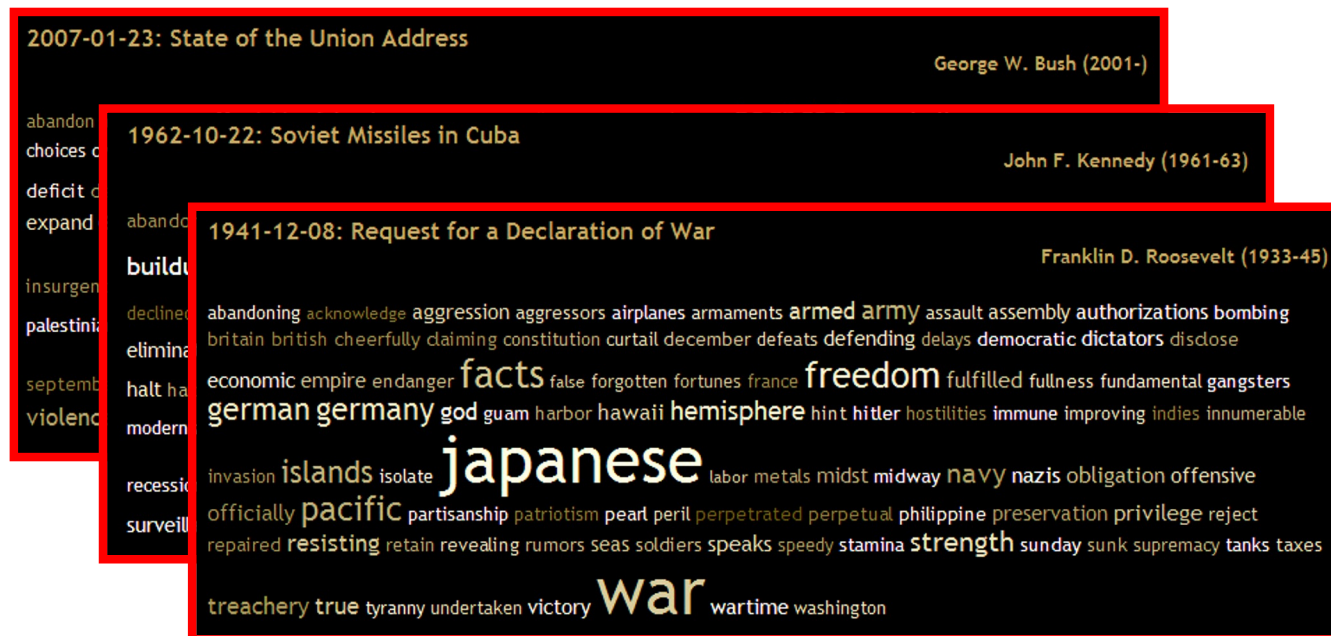 2007-01-23: State of the Union Address
George W. Bush (2001-)
abandon
choices
deficit
expand
insurgen
palestinia
septemb
violenc
1962-10-22: Soviet Missiles in Cuba
John F. Kennedy (1961-63)
abando
buildu
declined
elimina
halt ha
modern
recessio
surveill
1941-12-08: Request for a Declaration of War
Franklin D. Roosevelt (1933-45)
abandoning acknowledge aggression aggressors airplanes armaments armed army assault assembly authorizations bombing
britain british cheerfully claiming constitution curtail december defeats defending delays democratic dictators disclose
economic empire endanger facts false forgotten fortunes france freedom fulfilled fullness fundamental gangsters
german germany god guam harbor hawaii hemisphere hint hitler hostilities immune improving indies innumerable
invasion islands isolate japanese labor metals midst midway navy nazis obligation offensive
officially pacific partisanship patriotism pearl peril perpetrated perpetual philippine preservation privilege reject
repaired resisting retain revealing rumors seas soldiers speaks speedy stamina strength sunday sunk supremacy tanks taxes
treachery true tyranny undertaken victory war wartime washington